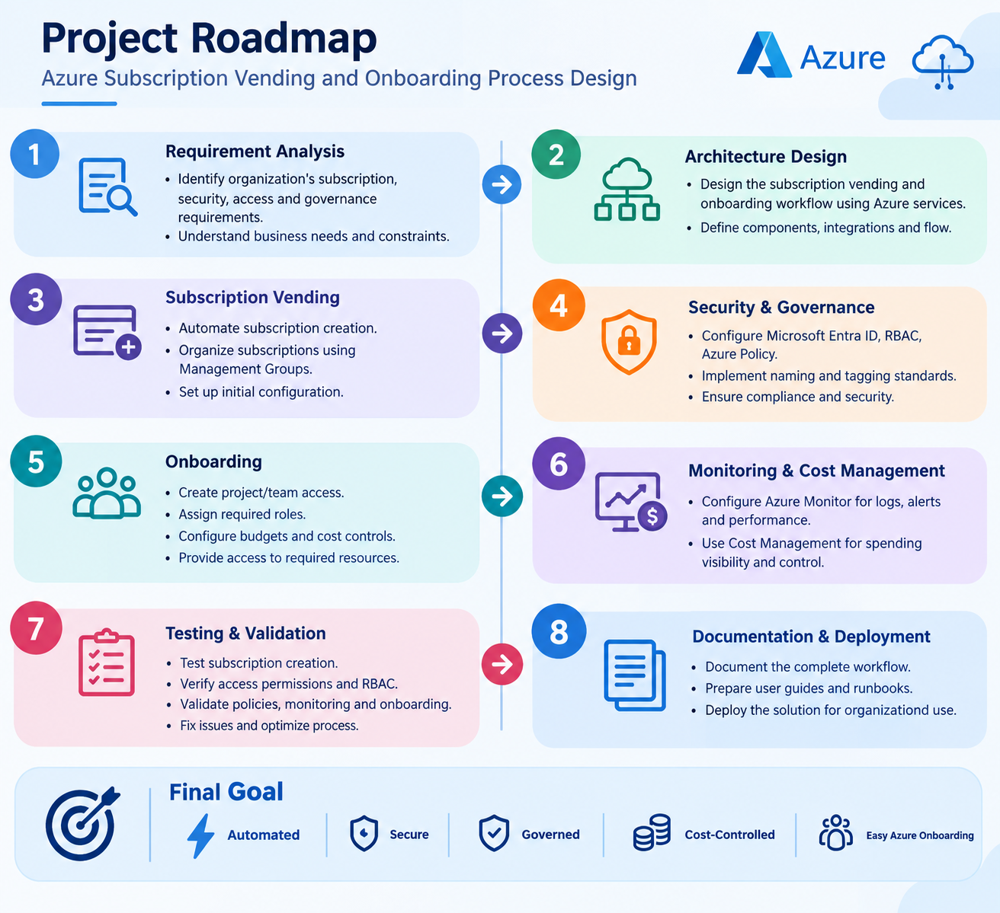 Project Roadmap
Azure Subscription Vending and Onboarding Process Design
Azure
1
Requirement Analysis
• Identify organization's subscription,
security, access and governance
requirements.
• Understand business needs and constraints.
2
Architecture Design
• Design the subscription vending and
onboarding workflow using Azure services.
• Define components, integrations and flow.
3
Subscription Vending
• Automate subscription creation.
• Organize subscriptions using
Management Groups.
• Set up initial configuration.
4
Security & Governance
• Configure Microsoft Entra ID, RBAC,
Azure Policy.
• Implement naming and tagging standards.
• Ensure compliance and security.
5
Onboarding
• Create project/team access.
• Assign required roles.
• Configure budgets and cost controls.
• Provide access to required resources.
6
Monitoring & Cost Management
• Configure Azure Monitor for logs, alerts
and performance.
• Use Cost Management for spending
visibility and control.
$
7
Testing & Validation
• Test subscription creation.
• Verify access permissions and RBAC.
• Validate policies, monitoring and onboarding.
• Fix issues and optimize process.
8
Documentation & Deployment
• Document the complete workflow.
• Prepare user guides and runbooks.
• Deploy the solution for organizationd use.
Final Goal
Automated
Secure
Governed
Cost-Controlled
Easy Azure Onboarding